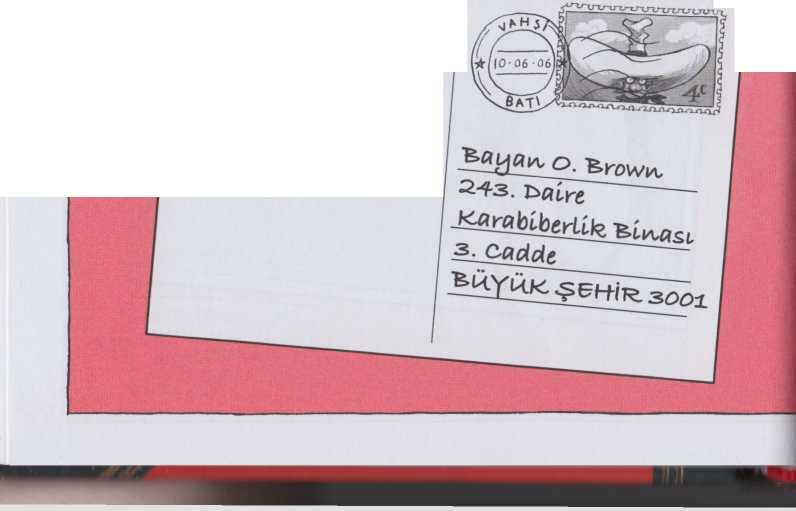 VAHŞİ
10·06·06
BATI
4¢
Bayan O. Brown
243. Daire
Karabiberlik Binası
3. Cadde
BÜYÜK ŞEHİR 3001